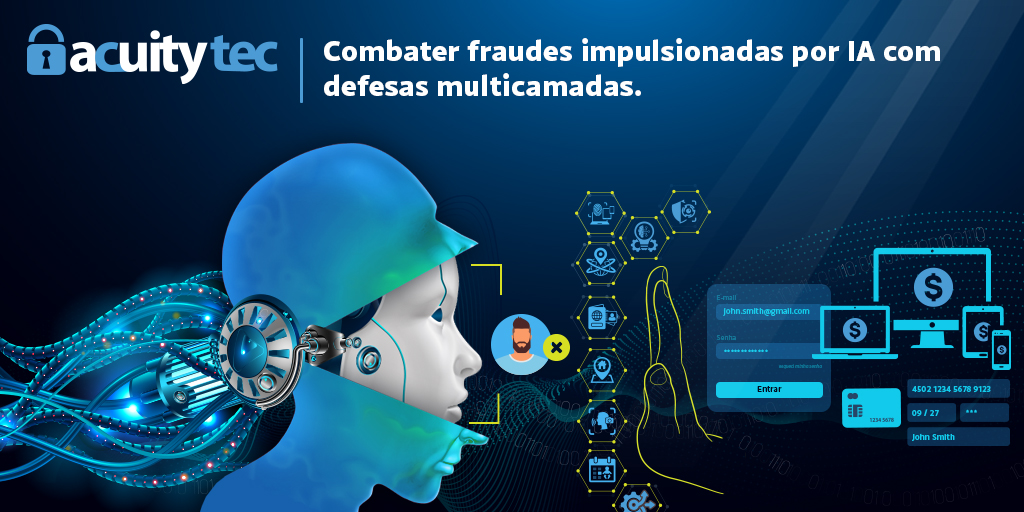 acuitytec
Combater fraudes impulsionadas por IA com
defesas multicamadas.
E-mail
john.smith@gmail.com
Senha
**************
Entrar
$
$
$
$
4502 1234 5678 9123
09 / 27
***
1234 5678
John Smith